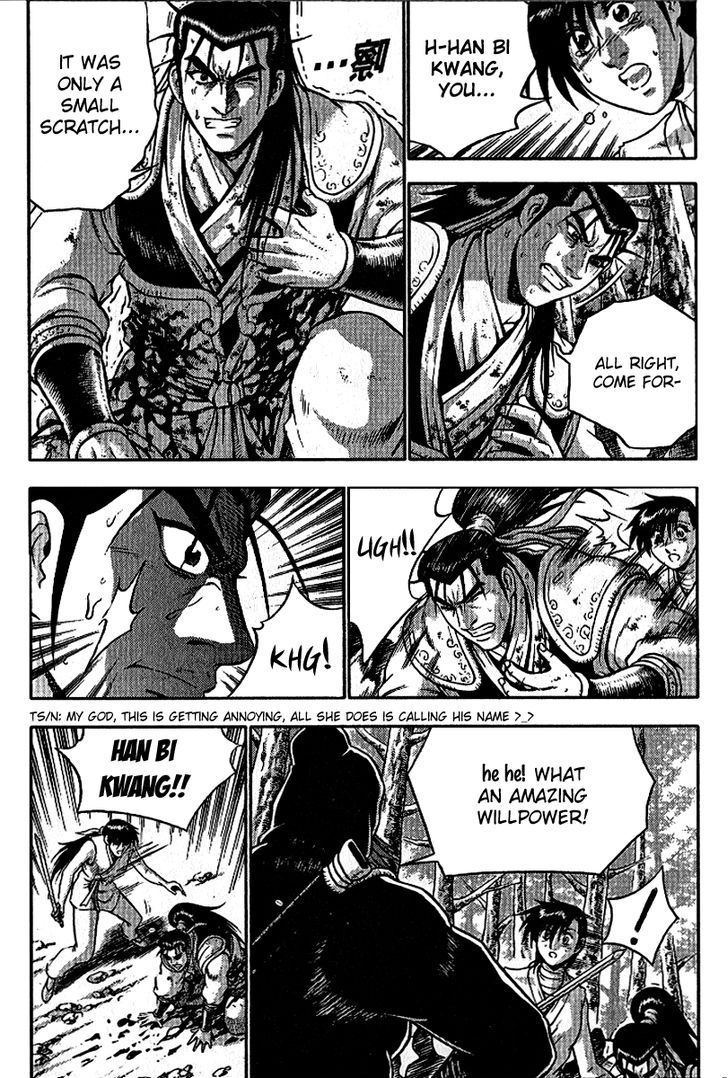 H-HAN BI
KWANG,
YOU...
IT WAS
ONLY A
SMALL
SCRATCH...
ALL RIGHT,
COME FOR-
UGH!!
KHG!
TS/N: MY GOD, THIS IS GETTING ANNOYING, ALL SHE DOES IS CALLING HIS NAME >_>
he he! WHAT
AN AMAZING
WILLPOWER!
!
HAN BI
KWANG!!